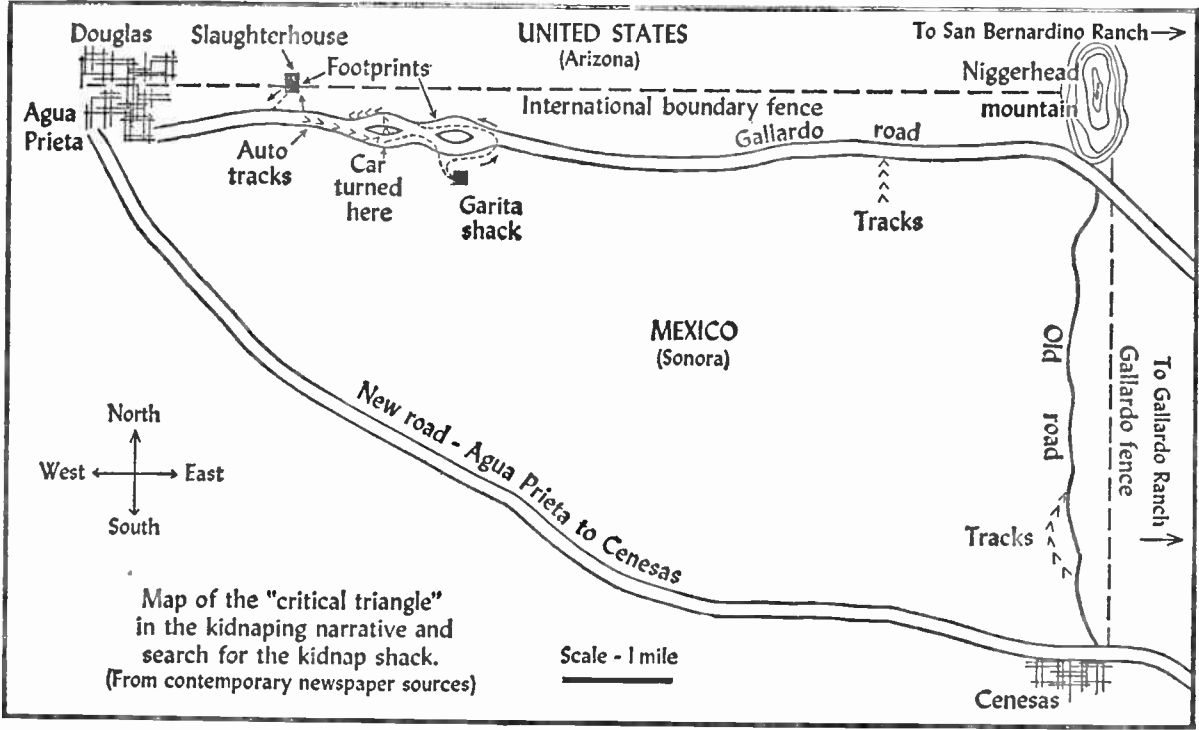 Douglas
Slaughterhouse
UNITED STATES
(Arizona)
To San Bernardino Ranch
Footprints
Niggerhead
mountain
International boundary fence
Agua
Prieta
Gallardo road
Auto
tracks
Car
turned
here
Garita
shack
Tracks
MEXICO
(Sonora)
Old road
Gallardo fence
To Gallardo Ranch
New road - Agua Prieta to Cenesas
North
West
East
South
Tracks
Map of the "critical triangle"
in the kidnaping narrative and
search for the kidnap shack.
(From contemporary newspaper sources)
Scale - 1 mile
Cenesas